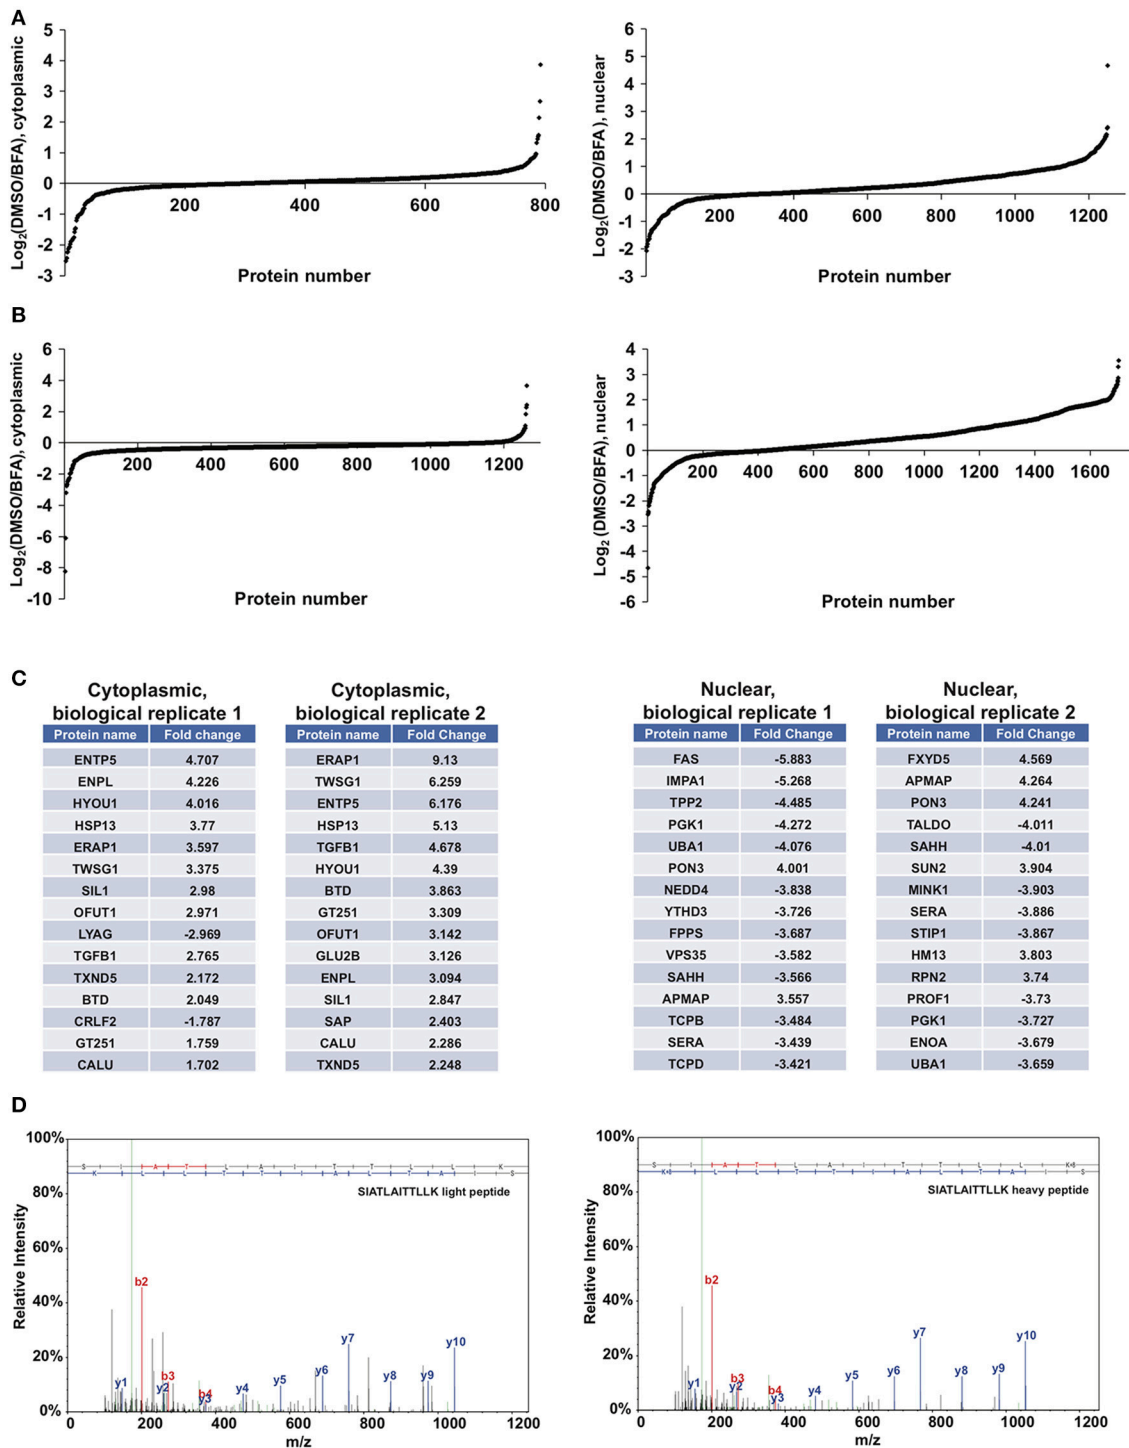 A
Log2(DMSO/BFA), cytoplasmic
5
4
3
2
1
0
-1
-2
-3
200
400
600
800
Protein number
Log2(DMSO/BFA), nuclear
6
5
4
3
2
1
0
-1
-2
-3
200
400
600
800
1000
1200
Protein number
B
Log2(DMSO/BFA), cytoplasmic
6
4
2
0
-2
-4
-6
-8
-10
200
400
600
800
1000
1200
Protein number
Log2 (DMSO/BFA), nuclear
4
3
2
1
0
-1
-2
-3
-4
-5
-6
200
400
600
800
1000
1200
1400
1600
Protein number
C
Cytoplasmic,
biological replicate 1
Protein name Fold change
ENTP5 4.707
ENPL 4.226
HYOU1 4.016
HSP13 3.77
ERAP1 3.597
TWSG1 3.375
SIL1 2.98
OFUT1 2.971
LYAG -2.969
TGFB1 2.765
TXND5 2.172
BTD 2.049
CRLF2 -1.787
GT251 1.759
CALU 1.702
Cytoplasmic,
biological replicate 2
Protein name Fold change
ERAP1 9.13
TWSG1 6.259
ENTP5 6.176
HSP13 5.13
TGFB1 4.678
HYOU1 4.39
BTD 3.863
GT251 3.309
OFUT1 3.142
GLU2B 3.126
ENPL 3.094
SIL1 2.847
SAP 2.403
CALU 2.286
TXND5 2.248
Nuclear,
biological replicate 1
Protein name Fold Change
FAS -5.883
IMPA1 -5.268
TPP2 -4.485
PGK1 -4.272
UBA1 -4.076
PON3 4.001
NEDD4 -3.838
YTHD3 -3.726
FPPS -3.687
VPS35 -3.582
SAHH -3.566
APMAP 3.557
TCPB -3.484
SERA -3.439
TCPD -3.421
Nuclear,
biological replicate 2
Protein name Fold Change
FXYD5 4.569
APMAP 4.264
PON3 4.241
TALDO -4.011
SAHH -4.01
SUN2 3.904
MINK1 -3.903
SERA -3.886
STIP1 -3.867
HM13 3.803
RPN2 3.74
PROF1 -3.73
PGK1 -3.727
ENOA -3.679
UBA1 -3.659
D
Relative Intensity
100%
80%
60%
40%
20%
0%
S I A T L A I T T L L K
K L L T T I A L T A I S
SIATLAITTLLK light peptide
b2
b3
b4
y1
y2
y3
y4
y5
y6
y7
y8
y9
y10
0 200 400 600 800 1000 1200
m/z
Relative Intensity
100%
80%
60%
40%
20%
0%
S I A T L A I T T L L K+8
K+8 L L T T I A L T A I S
SIATLAITTLLK heavy peptide
b2
b3
b4
y1
y2
y3
y4
y5
y6
y7
y8
y9
y10
0 200 400 600 800 1000 1200
m/z